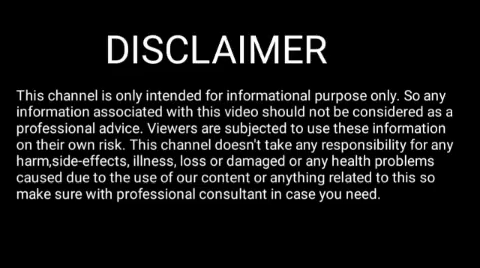 DISCLAIMER
This channel is only intended for informational purpose only. So any
information associated with this video should not be considered as a
professional advice. Viewers are subjected to use these information
on their own risk. This channel doesn't take any responsibility for any
harm,side-effects, illness, loss or damaged or any health problems
caused due to the use of our content or anything related to this so
make sure with professional consultant in case you need.